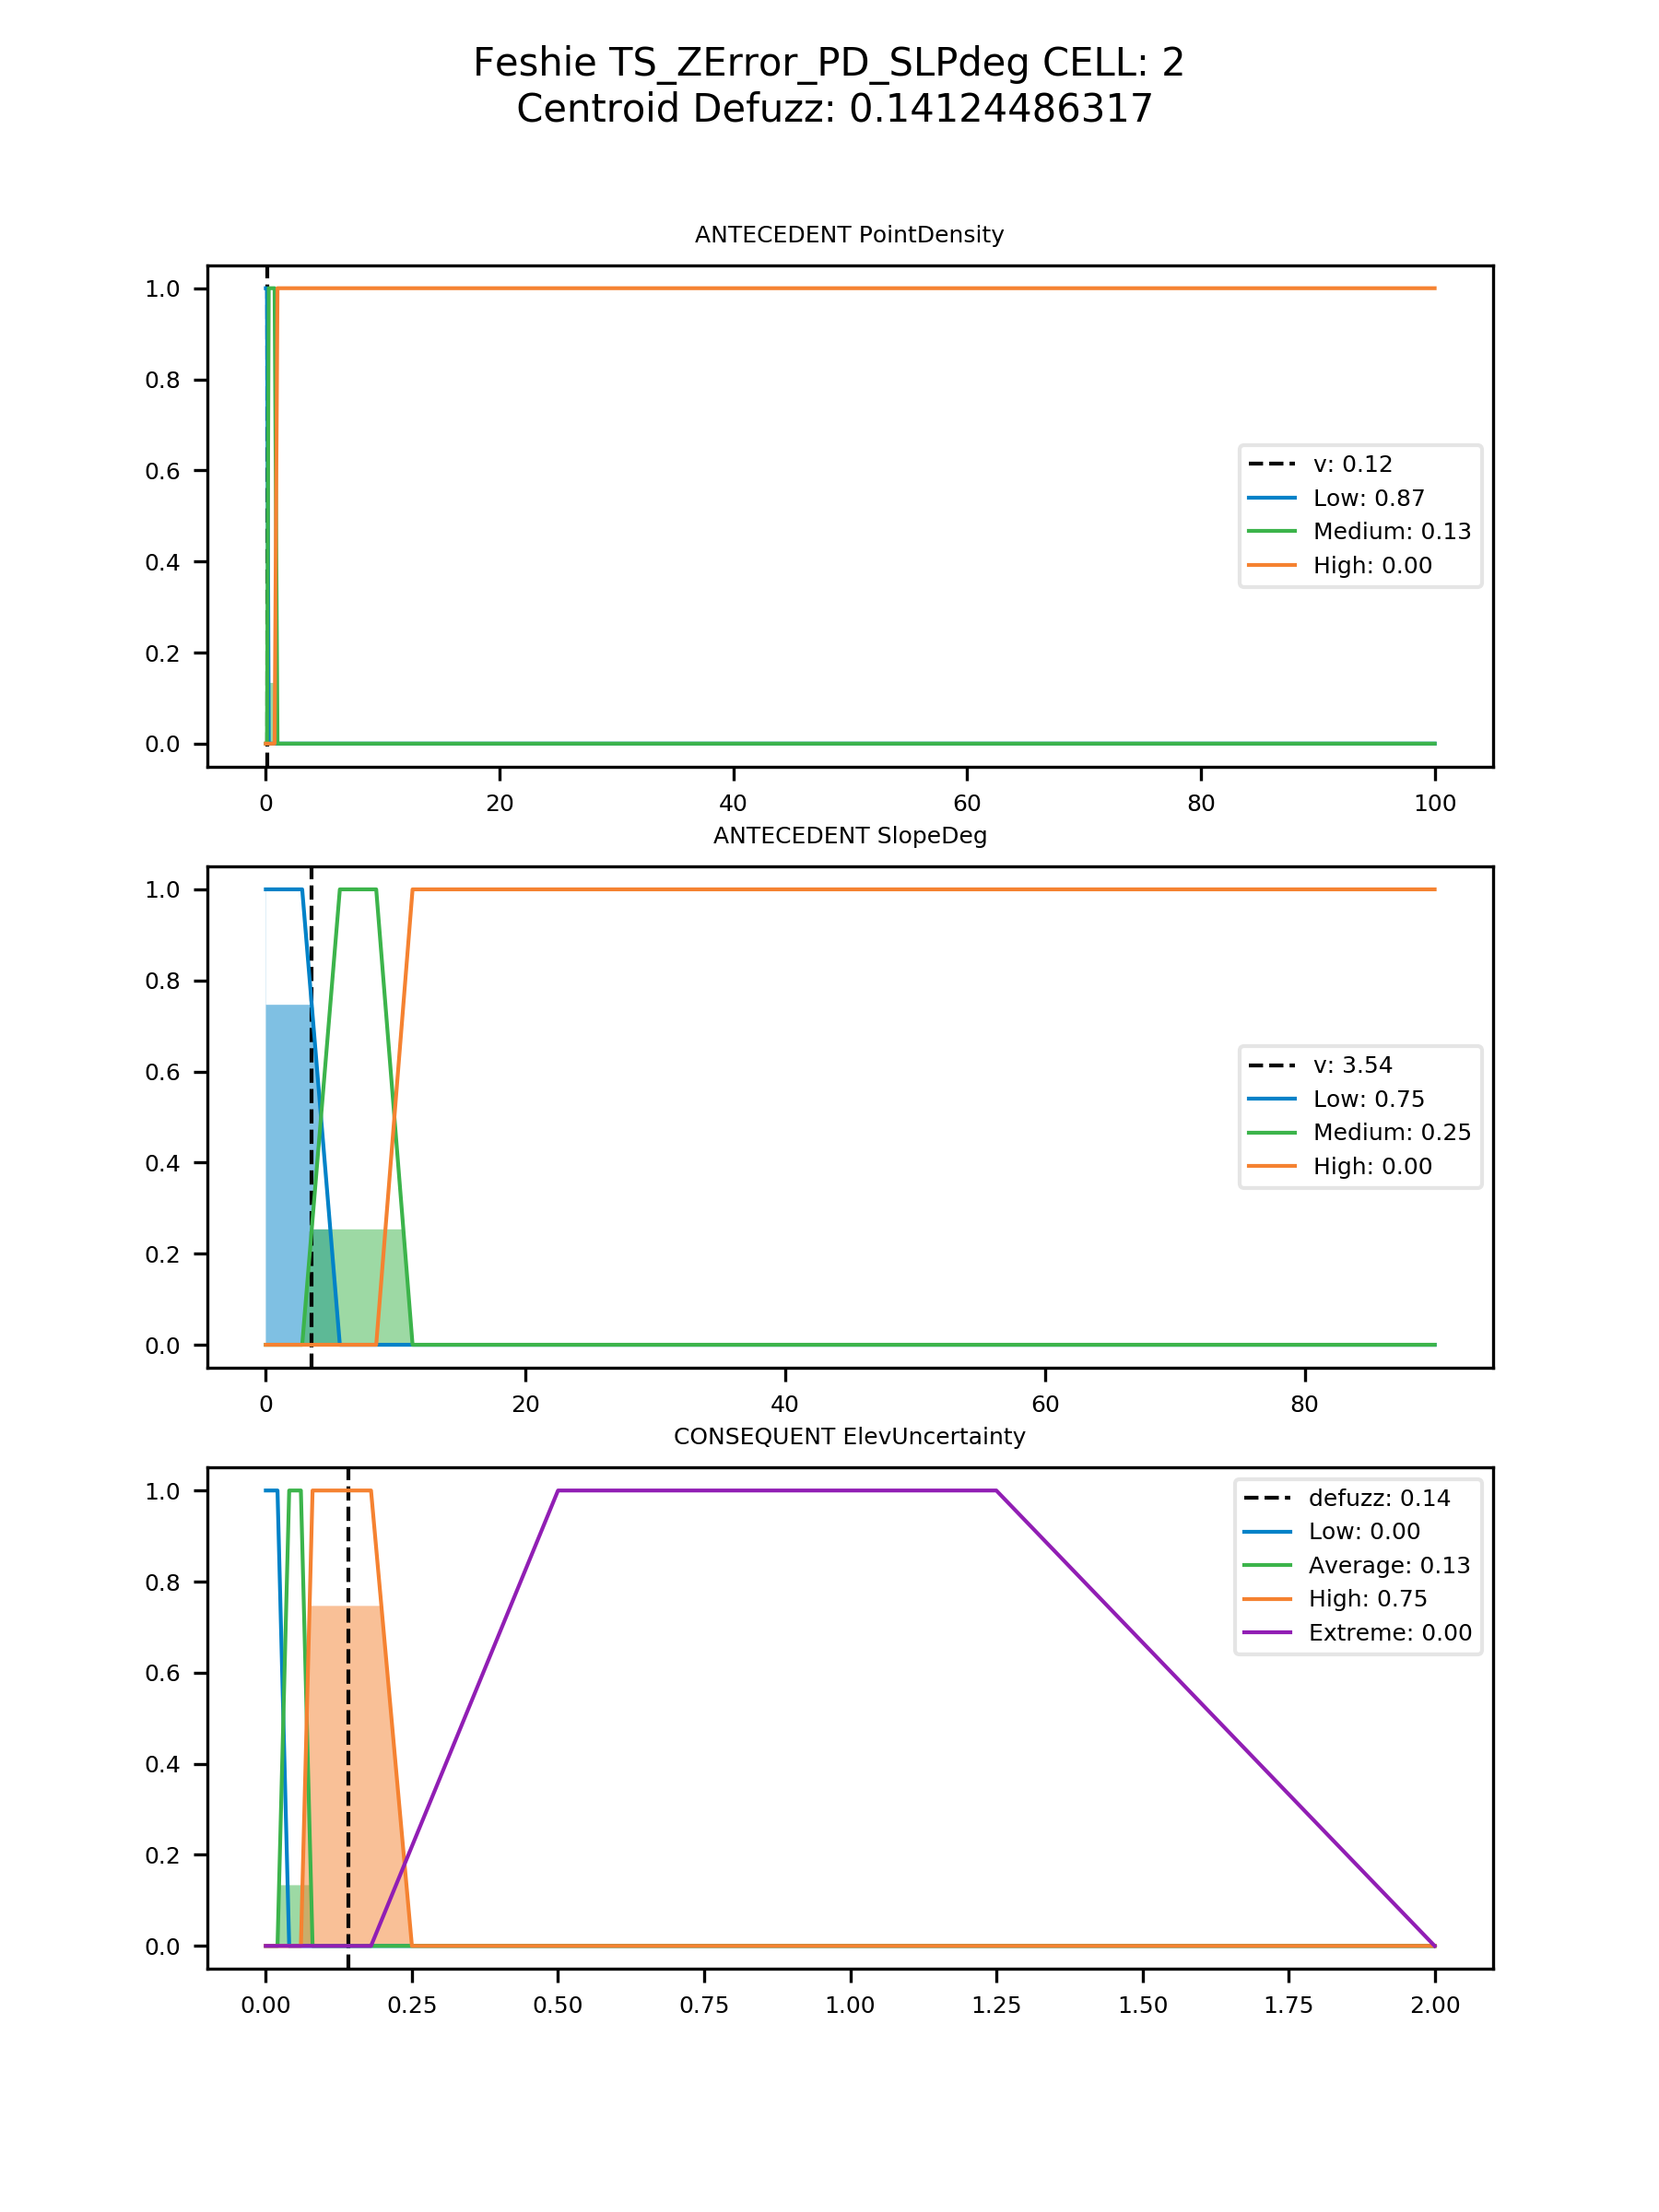 Feshie TS_ZError_PD_SLPdeg CELL: 2
Centroid Defuzz: 0.14124486317
ANTECEDENT PointDensity
1.0
0.8
0.6
0.4
0.2
0.0
v: 0.12
Low: 0.87
Medium: 0.13
High: 0.00
0 20 40 60 80 100
ANTECEDENT SlopeDeg
1.0
0.8
0.6
0.4
0.2
0.0
v: 3.54
Low: 0.75
Medium: 0.25
High: 0.00
0 20 40 60 80
CONSEQUENT ElevUncertainty
1.0
0.8
0.6
0.4
0.2
0.0
defuzz: 0.14
Low: 0.00
Average: 0.13
High: 0.75
Extreme: 0.00
0.00 0.25 0.50 0.75 1.00 1.25 1.50 1.75 2.00